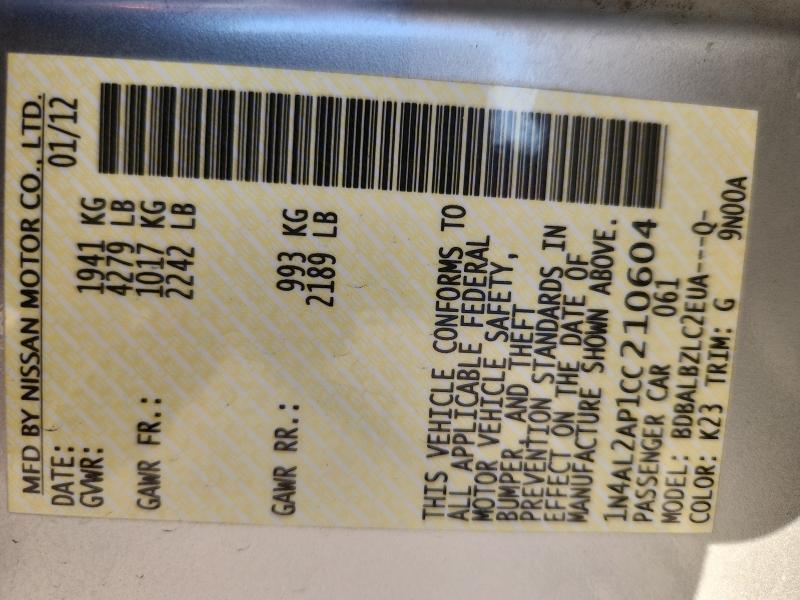 MFD BY NISSAN MOTOR CO., LTD.
DATE: 01/12
GVWR: 1941 KG
4279 LB
GAWR FR.: 1017 KG
2242 LB
GAWR RR.: 993 KG
2189 LB
THIS VEHICLE CONFORMS TO
ALL APPLICABLE FEDERAL
MOTOR VEHICLE SAFETY,
BUMPER AND THEFT
PREVENTION STANDARDS IN
EFFECT ON THE DATE OF
MANUFACTURE SHOWN ABOVE.
1N4AL2AP1CC210604
PASSENGER CAR 061
MODEL: BDBALBZLC2EUA---Q-
COLOR: K23 TRIM: G 9N00A